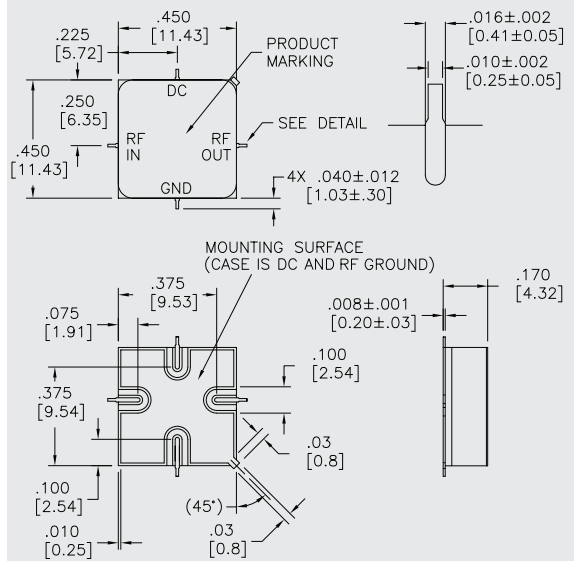 .450
[11.43]
.225
[5.72]
PRODUCT
MARKING
.016±.002
[0.41±0.05]
.010±.002
[0.25±0.05]
DC
.250
[6.35]
RF
IN
RF
OUT
SEE DETAIL
.450
[11.43]
GND
4X .040±.012
[1.03±.30]
MOUNTING SURFACE
(CASE IS DC AND RF GROUND)
.375
[9.53]
.170
[4.32]
.075
[1.91]
.008±.001
[0.20±.03]
.100
[2.54]
.375
[9.54]
.03
[0.8]
.100
[2.54]
(45°)
.010
[0.25]
.03
[0.8]